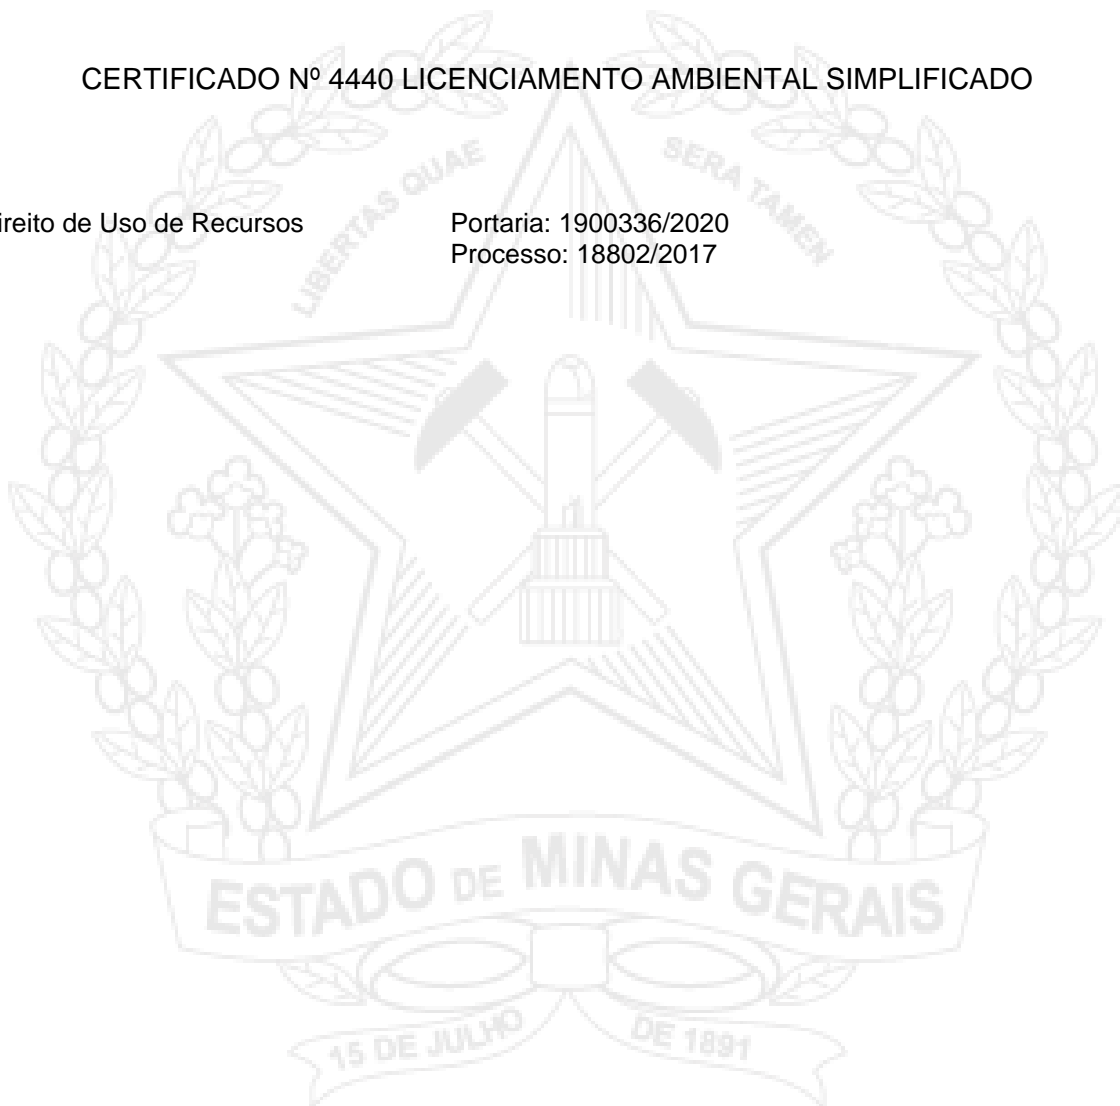 CERTIFICADO Nº 4440 LICENCIAMENTO AMBIENTAL SIMPLIFICADO
LIBERTAS QUAE SERA TAMEN
ireito de Uso de Recursos
Portaria: 1900336/2020
Processo: 18802/2017
ESTADO DE MINAS GERAIS
15 DE JULHO DE 1891